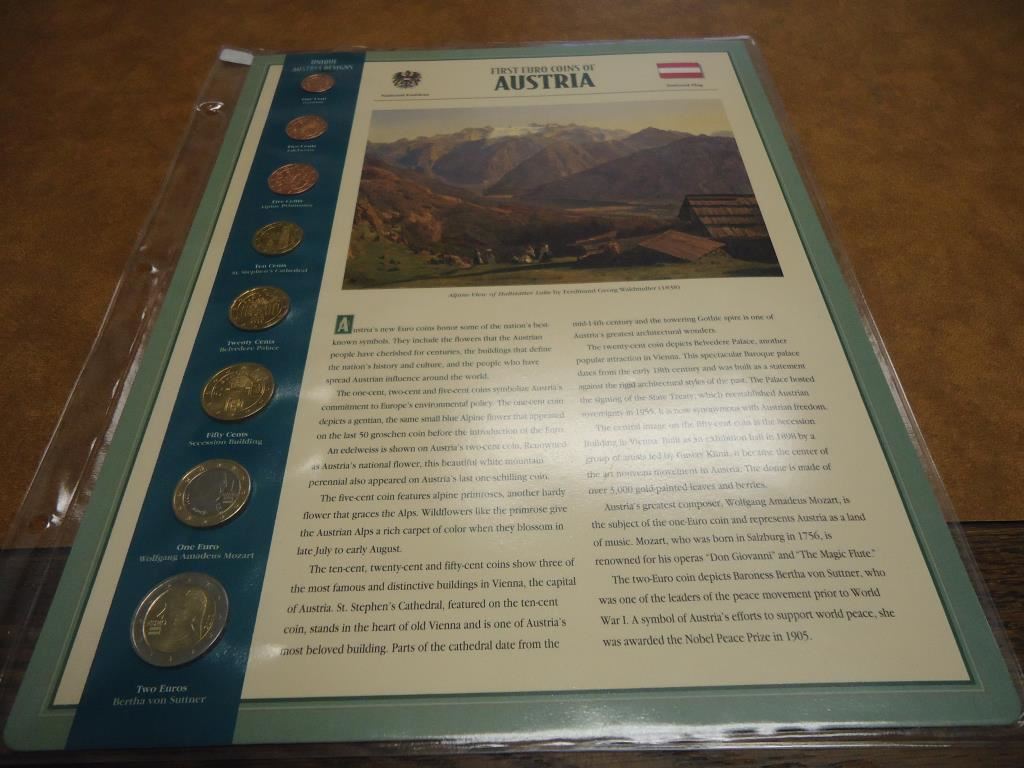 UNIQUE
AUSTRIA DESIGNS
One Cent
Two Cents
Edelweiss
Five Cents
Alpine Primroses
Ten Cents
St. Stephen's Cathedral
Twenty Cents
Belvedere Palace
Fifty Cents
Secession Building
One Euro
Wolfgang Amadeus Mozart
Two Euros
Bertha von Suttner
National Emblem
FIRST EURO COINS OF
AUSTRIA
National Flag
Alpine View of Hallstätter Lake by Ferdinand Georg Waldmuller (1838)
Austria's new Euro coins honor some of the nation's best-
known symbols. They include the flowers that the Austrian
people have cherished for centuries, the buildings that define
the nation's history and culture, and the people who have
spread Austrian influence around the world.
The one-cent, two-cent and five-cent coins symbolize Austria's
commitment to Europe's environmental policy. The one-cent coin
depicts a gentian, the same small blue Alpine flower that appeared
on the last 50 groschen coin before the introduction of the Euro.
An edelweiss is shown on Austria's two-cent coin. Renowned
as Austria's national flower, this beautiful white mountain
perennial also appeared on Austria's last one-schilling coin.
The five-cent coin features alpine primroses, another hardy
flower that graces the Alps. Wildflowers like the primrose give
the Austrian Alps a rich carpet of color when they blossom in
late July to early August.
The ten-cent, twenty-cent and fifty-cent coins show three of
the most famous and distinctive buildings in Vienna, the capital
of Austria. St. Stephen's Cathedral, featured on the ten-cent
coin, stands in the heart of old Vienna and is one of Austria's
most beloved building. Parts of the cathedral date from the
mid-14th century and the towering Gothic spire is one of
Austria's greatest architectural wonders.
The twenty-cent coin depicts Belvedere Palace, another
popular attraction in Vienna. This spectacular Baroque palace
dates from the early 18th century and was built as a statement
against the rigid architectural styles of the past. The Palace hosted
the signing of the State Treaty, which reestablished Austrian
sovereignty in 1955. It is now synonymous with Austrian freedom.
The central image on the fifty-cent coin is the Secession
Building in Vienna. Built as an exhibition hall in 1898 by a
group of artists led by Gustav Klimt, it became the center of
the art nouveau movement in Austria. The dome is made of
over 3,000 gold-painted leaves and berries.
Austria's greatest composer, Wolfgang Amadeus Mozart, is
the subject of the one-Euro coin and represents Austria as a land
of music. Mozart, who was born in Salzburg in 1756, is
renowned for his operas "Don Giovanni" and "The Magic Flute."
The two-Euro coin depicts Baroness Bertha von Suttner, who
was one of the leaders of the peace movement prior to World
War I. A symbol of Austria's efforts to support world peace, she
was awarded the Nobel Peace Prize in 1905.